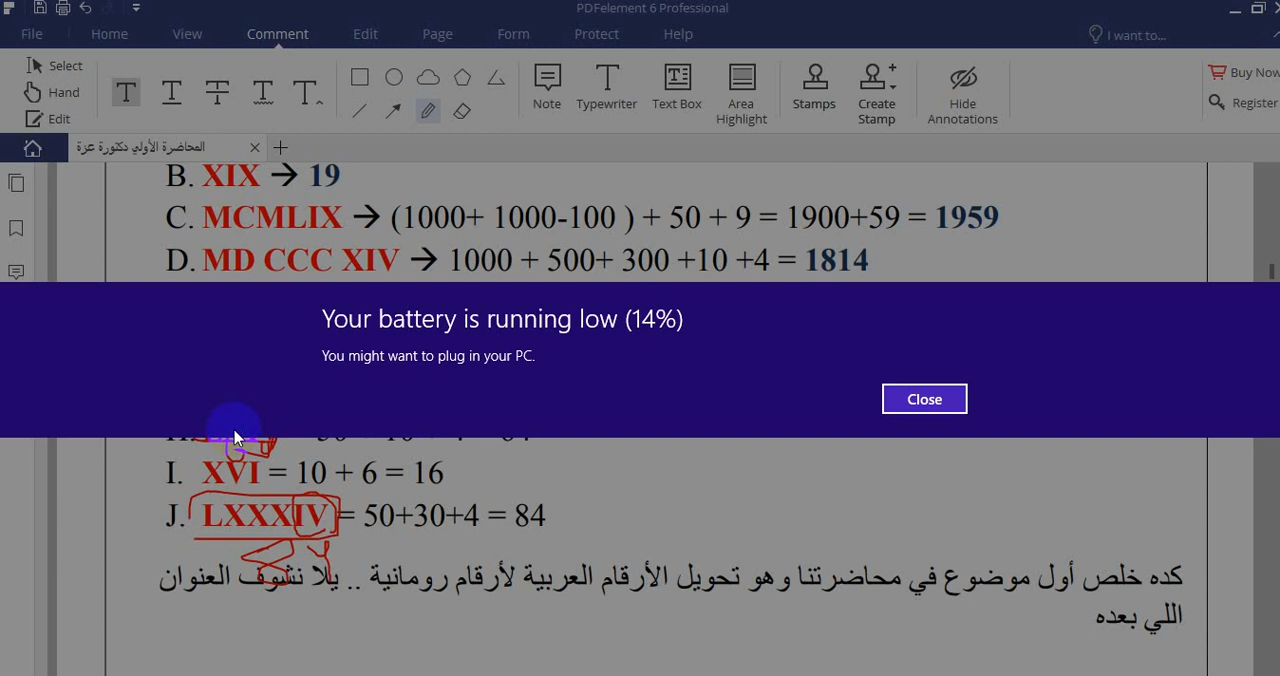 PDFelement 6 Professional
File Home View Comment Edit Page Form Protect Help I want to...
Select
Hand
Edit
Note Typewriter Text Box Area Highlight Stamps Create Stamp Hide Annotations
Buy Now
Register
المحاضرة الأولي دكتورة عزة
B. XIX → 19
C. MCMLIX → (1000+ 1000-100 ) + 50 + 9 = 1900+59 = 1959
D. MD CCC XIV → 1000 + 500+ 300 +10 +4 = 1814
Your battery is running low (14%)
You might want to plug in your PC.
Close
I. XVI = 10 + 6 = 16
J. LXXXIV = 50+30+4 = 84
كده خلص أول موضوع في محاضرتنا وهو تحويل الأرقام العربية لأرقام رومانية .. يلا نشوف العنوان
اللي بعده